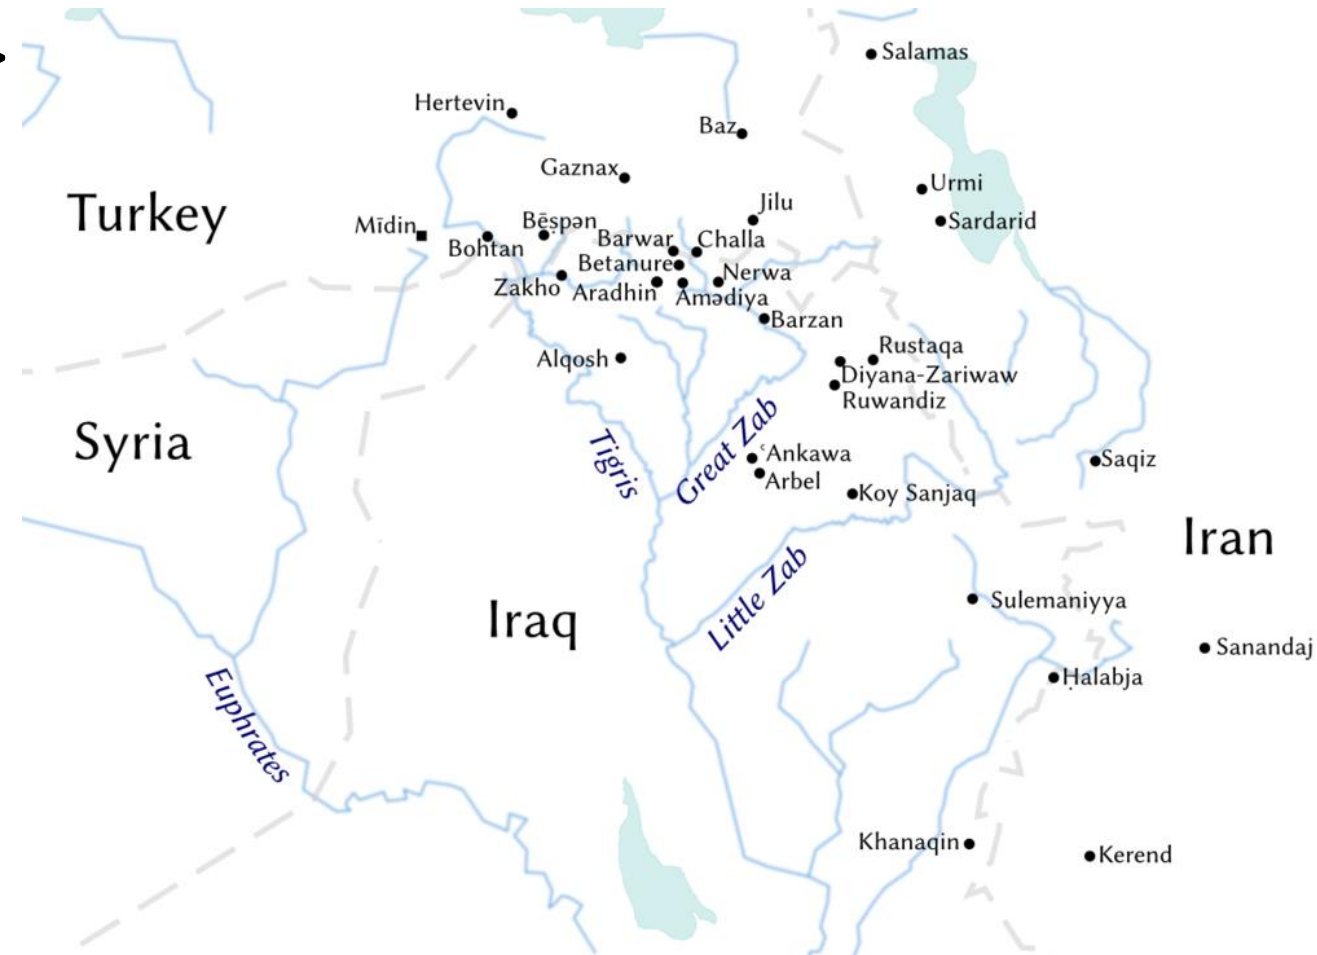 Salamas
Hertevin
Baz
Gaznax
Urmi
Turkey
Jilu
Mīdin
Bēṣpən
Sardarid
Bohtan
Barwar
Challa
Betanure
Nerwa
Zakho
Aradhin
Amədiya
Barzan
Alqosh
Rustaqa
Diyana-Zariwaw
Ruwandiz
Syria
Tigris
Great Zab
ʿAnkawa
Saqiz
Arbel
Koy Sanjaq
Iran
Iraq
Little Zab
Sulemaniyya
Sanandaj
Ḥalabja
Euphrates
Khanaqin
Kerend